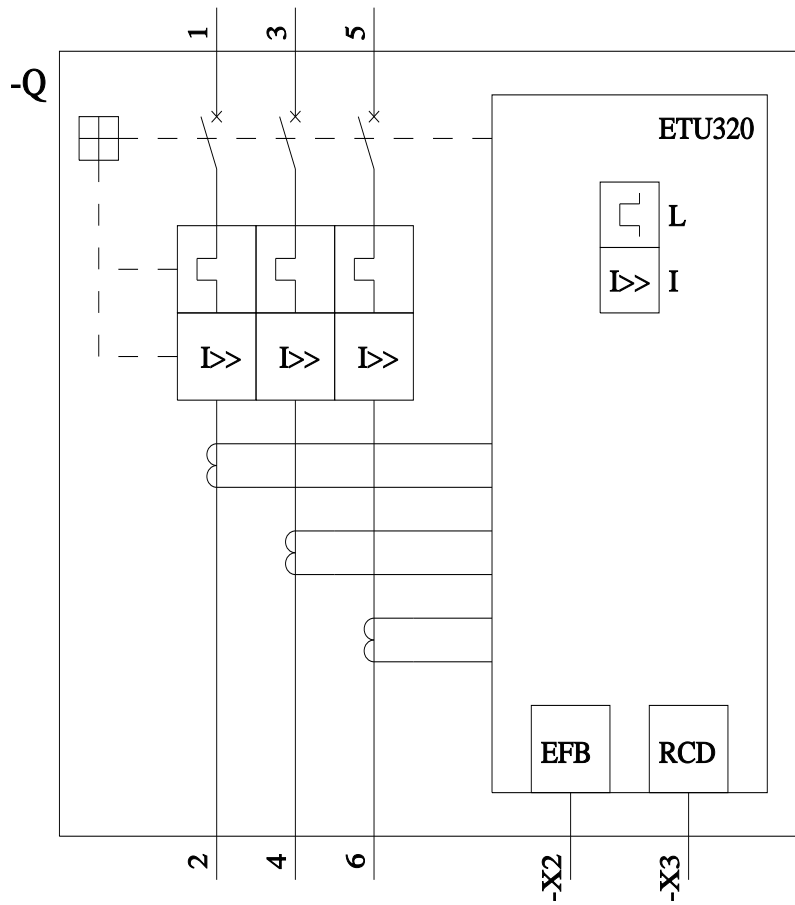 1 3 5
-Q
ETU320
L
I>> I
I>> I>> I>>
EFB RCD
2 4 6 -X2 -X3